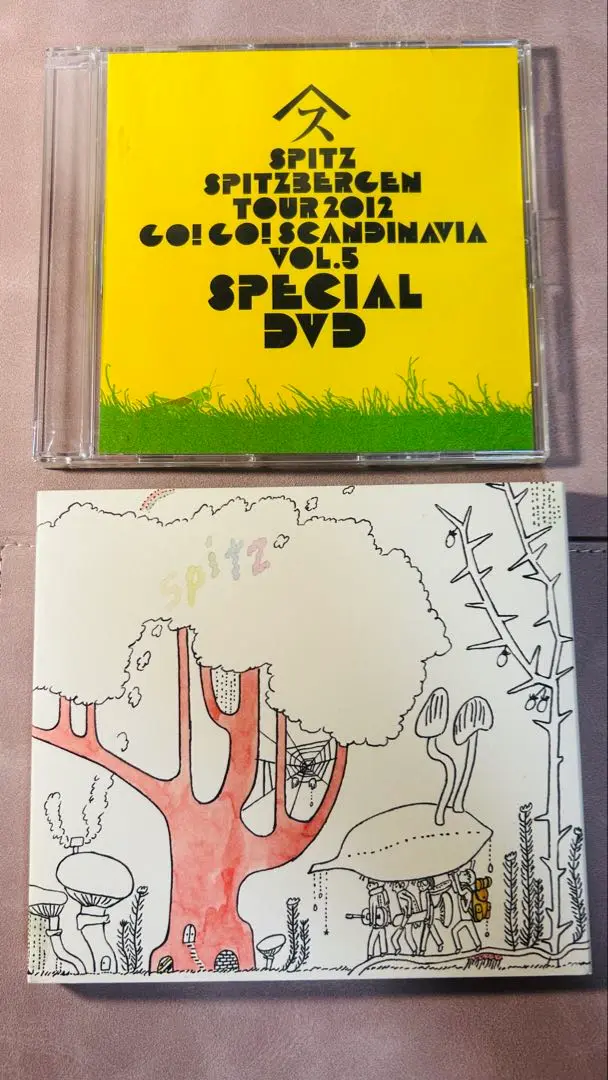 ス
SPITZ
SPITZBERGEN
TOUR 2012
GO! GO! SCANDINAVIA
VOL.5
SPECIAL
DVD
spitz